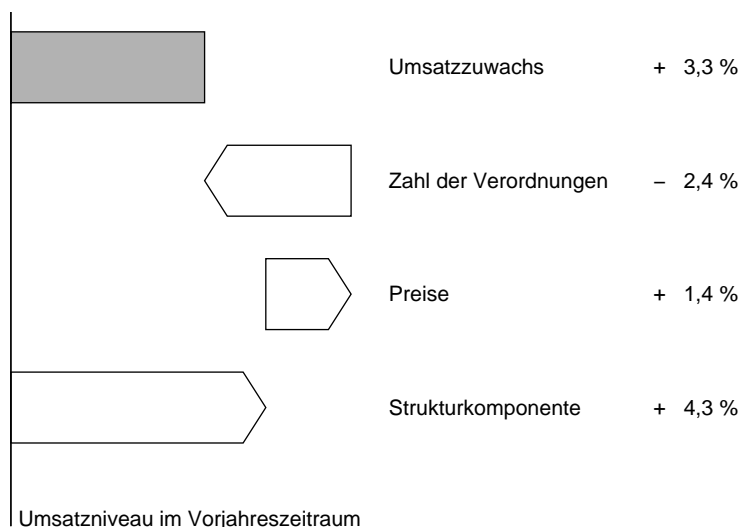 Umsatzzuwachs + 3,3 %
Zahl der Verordnungen – 2,4 %
Preise + 1,4 %
Strukturkomponente + 4,3 %
Umsatzniveau im Vorjahreszeitraum